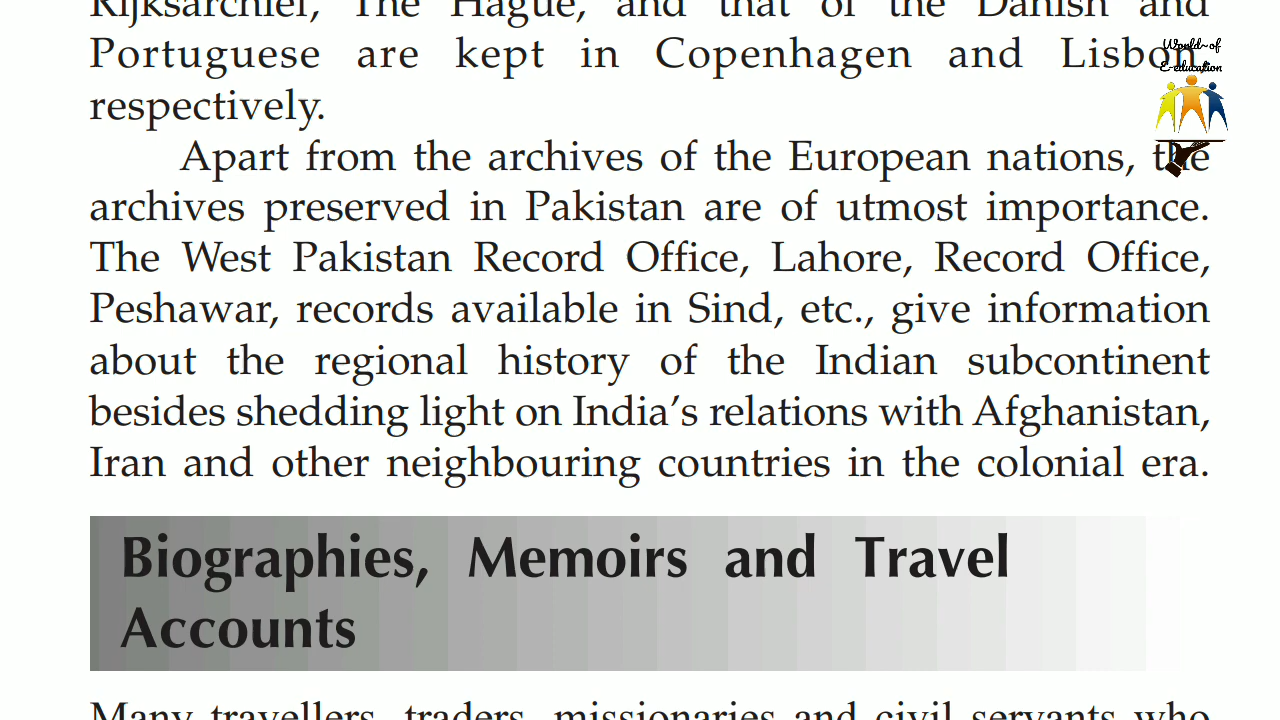 Rijksarchief, The Hague, and that of the Danish and
Portuguese are kept in Copenhagen and Lisbon
respectively.
Apart from the archives of the European nations, the
archives preserved in Pakistan are of utmost importance.
The West Pakistan Record Office, Lahore, Record Office,
Peshawar, records available in Sind, etc., give information
about the regional history of the Indian subcontinent
besides shedding light on India's relations with Afghanistan,
Iran and other neighbouring countries in the colonial era.
Biographies, Memoirs and Travel
Accounts
Many travellers, traders, missionaries and civil servants who
World~of
E-education